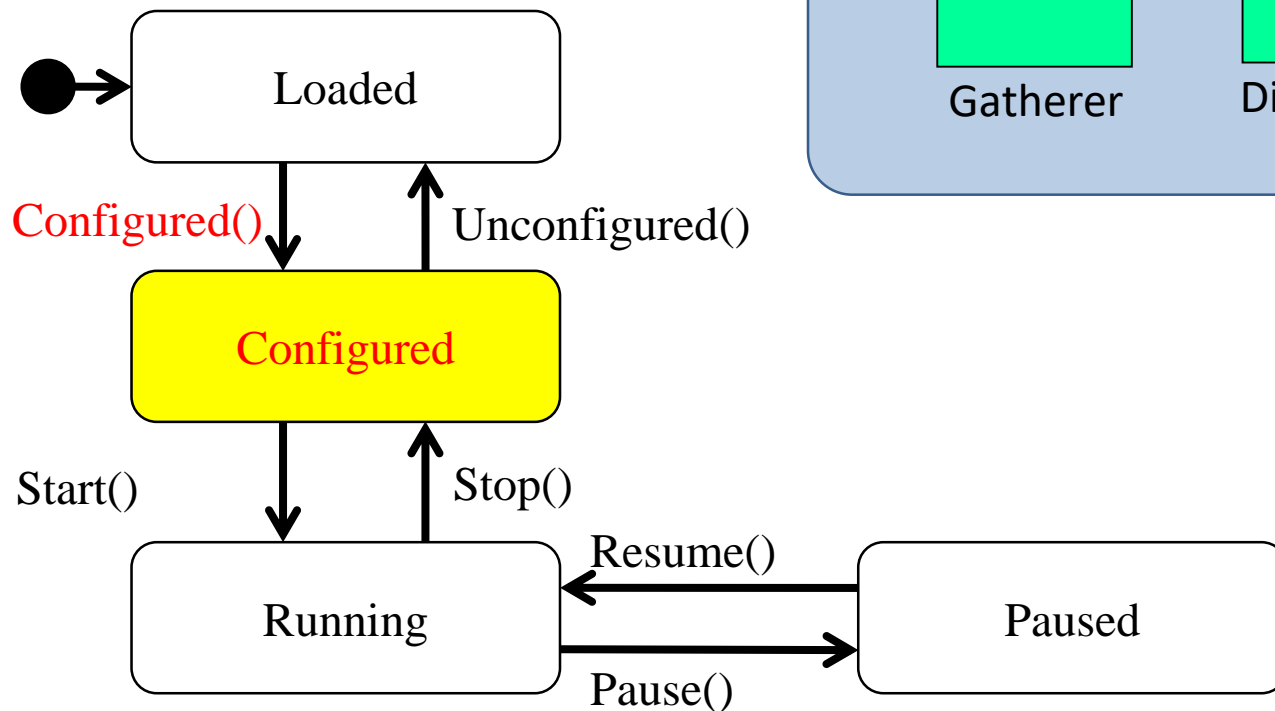 Loaded
Gatherer
Configured()
Unconfigured()
Configured
Start()
Stop()
Resume()
Running
Paused
Pause()